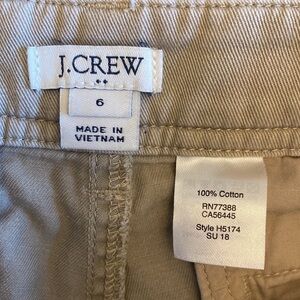 J.CREW
6
MADE IN
VIETNAM
100% Cotton
RN77388
CA56445
Style H5174
SU 18